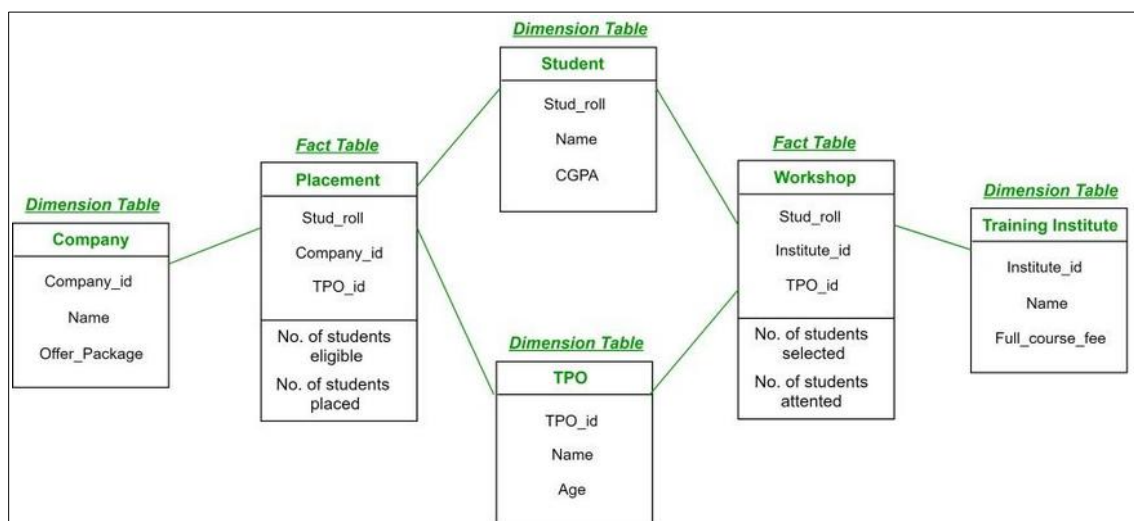 Dimension Table
Student
Stud_roll
Name
CGPA
Fact Table
Placement
Stud_roll
Company_id
TPO_id
No. of students
eligible
No. of students
placed
Fact Table
Workshop
Stud_roll
Institute_id
TPO_id
No. of students
selected
No. of students
attented
Dimension Table
Company
Company_id
Name
Offer_Package
Dimension Table
Training Institute
Institute_id
Name
Full_course_fee
Dimension Table
TPO
TPO_id
Name
Age